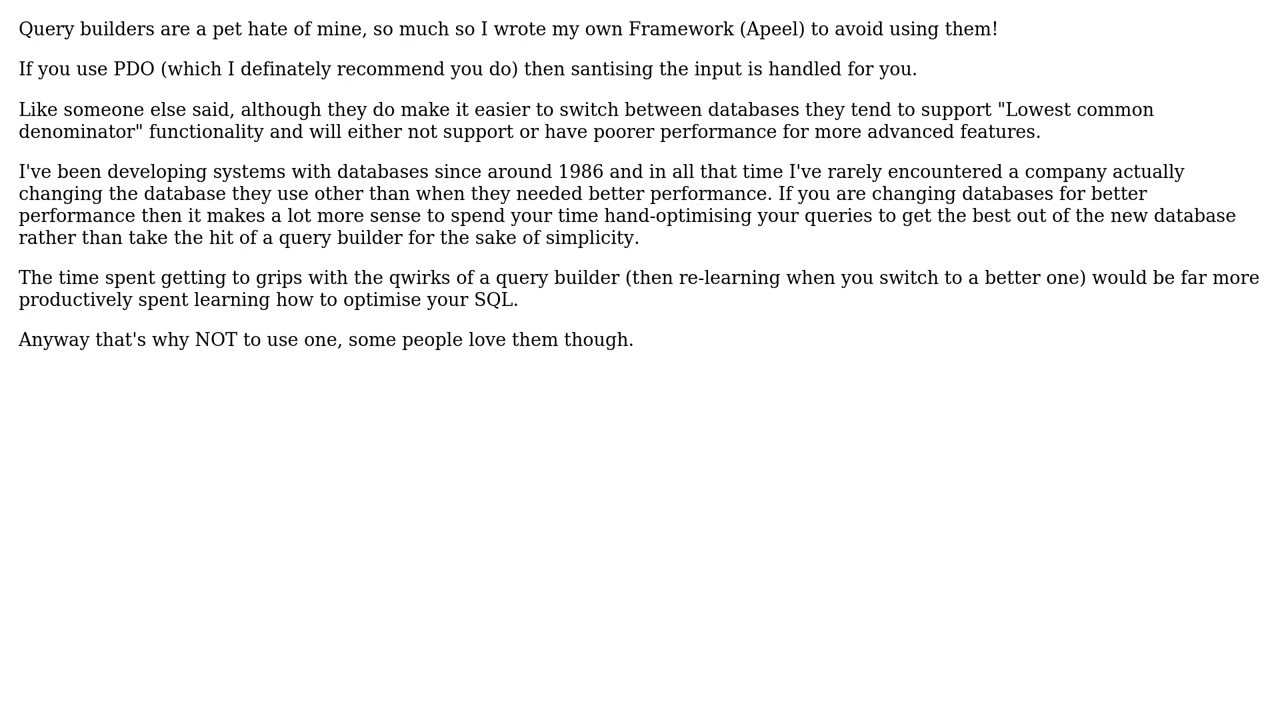 Query builders are a pet hate of mine, so much so I wrote my own Framework (Apeel) to avoid using them!
If you use PDO (which I definately recommend you do) then santising the input is handled for you.
Like someone else said, although they do make it easier to switch between databases they tend to support "Lowest common
denominator" functionality and will either not support or have poorer performance for more advanced features.
I've been developing systems with databases since around 1986 and in all that time I've rarely encountered a company actually
changing the database they use other than when they needed better performance. If you are changing databases for better
performance then it makes a lot more sense to spend your time hand-optimising your queries to get the best out of the new database
rather than take the hit of a query builder for the sake of simplicity.
The time spent getting to grips with the qwirks of a query builder (then re-learning when you switch to a better one) would be far more
productively spent learning how to optimise your SQL.
Anyway that's why NOT to use one, some people love them though.